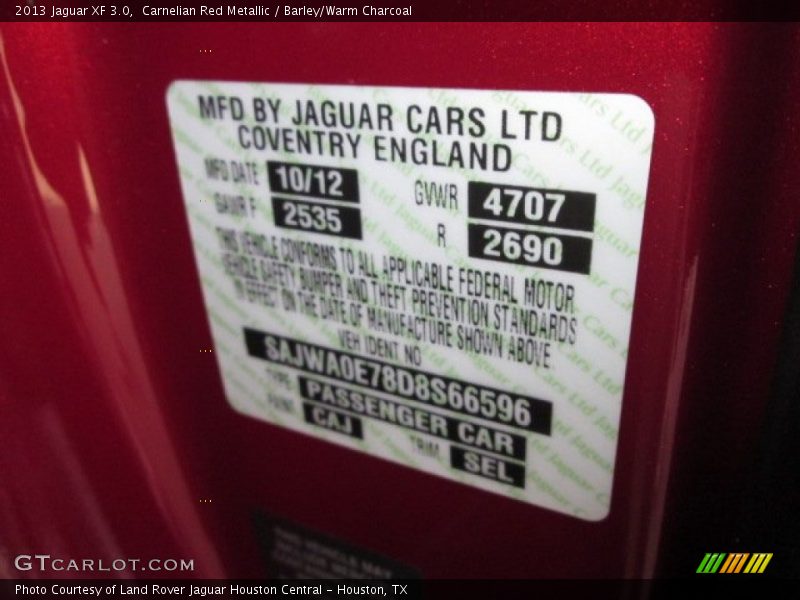 2013 Jaguar XF 3.0,  Carnelian Red Metallic / Barley/Warm Charcoal
MFD BY JAGUAR CARS LTD
COVENTRY ENGLAND
MFD DATE 10/12 GVWR 4707
GAWR F 2535 R 2690
THIS VEHICLE CONFORMS TO ALL APPLICABLE FEDERAL MOTOR
VEHICLE SAFETY BUMPER AND THEFT PREVENTION STANDARDS
IN EFFECT ON THE DATE OF MANUFACTURE SHOWN ABOVE
VEH IDENT NO
SAJWA0E78D8S66596
TYPE PASSENGER CAR
PAINT CAJ TRIM SEL
GTCARLOT.COM
Photo Courtesy of Land Rover Jaguar Houston Central - Houston, TX